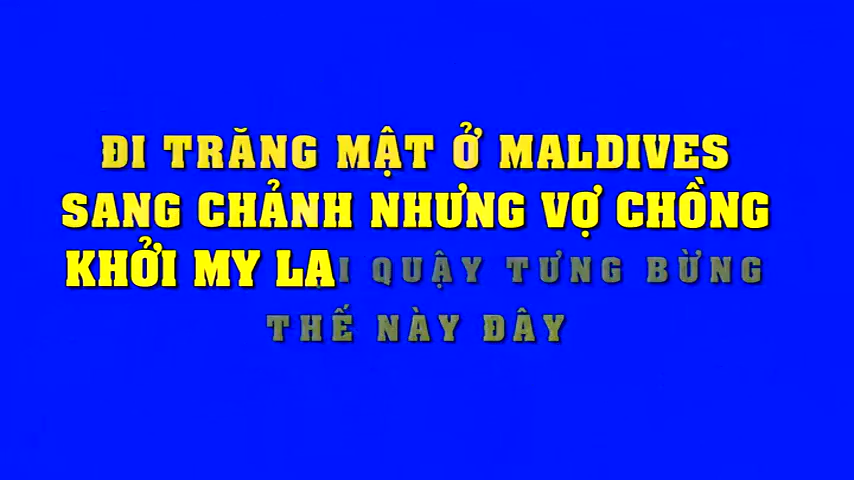 ĐI TRĂNG MẬT Ở MALDIVES
SANG CHẢNH NHƯNG VỢ CHỒNG
KHỞI MY LẠI QUẬY TƯNG BỪNG
THẾ NÀY ĐÂY